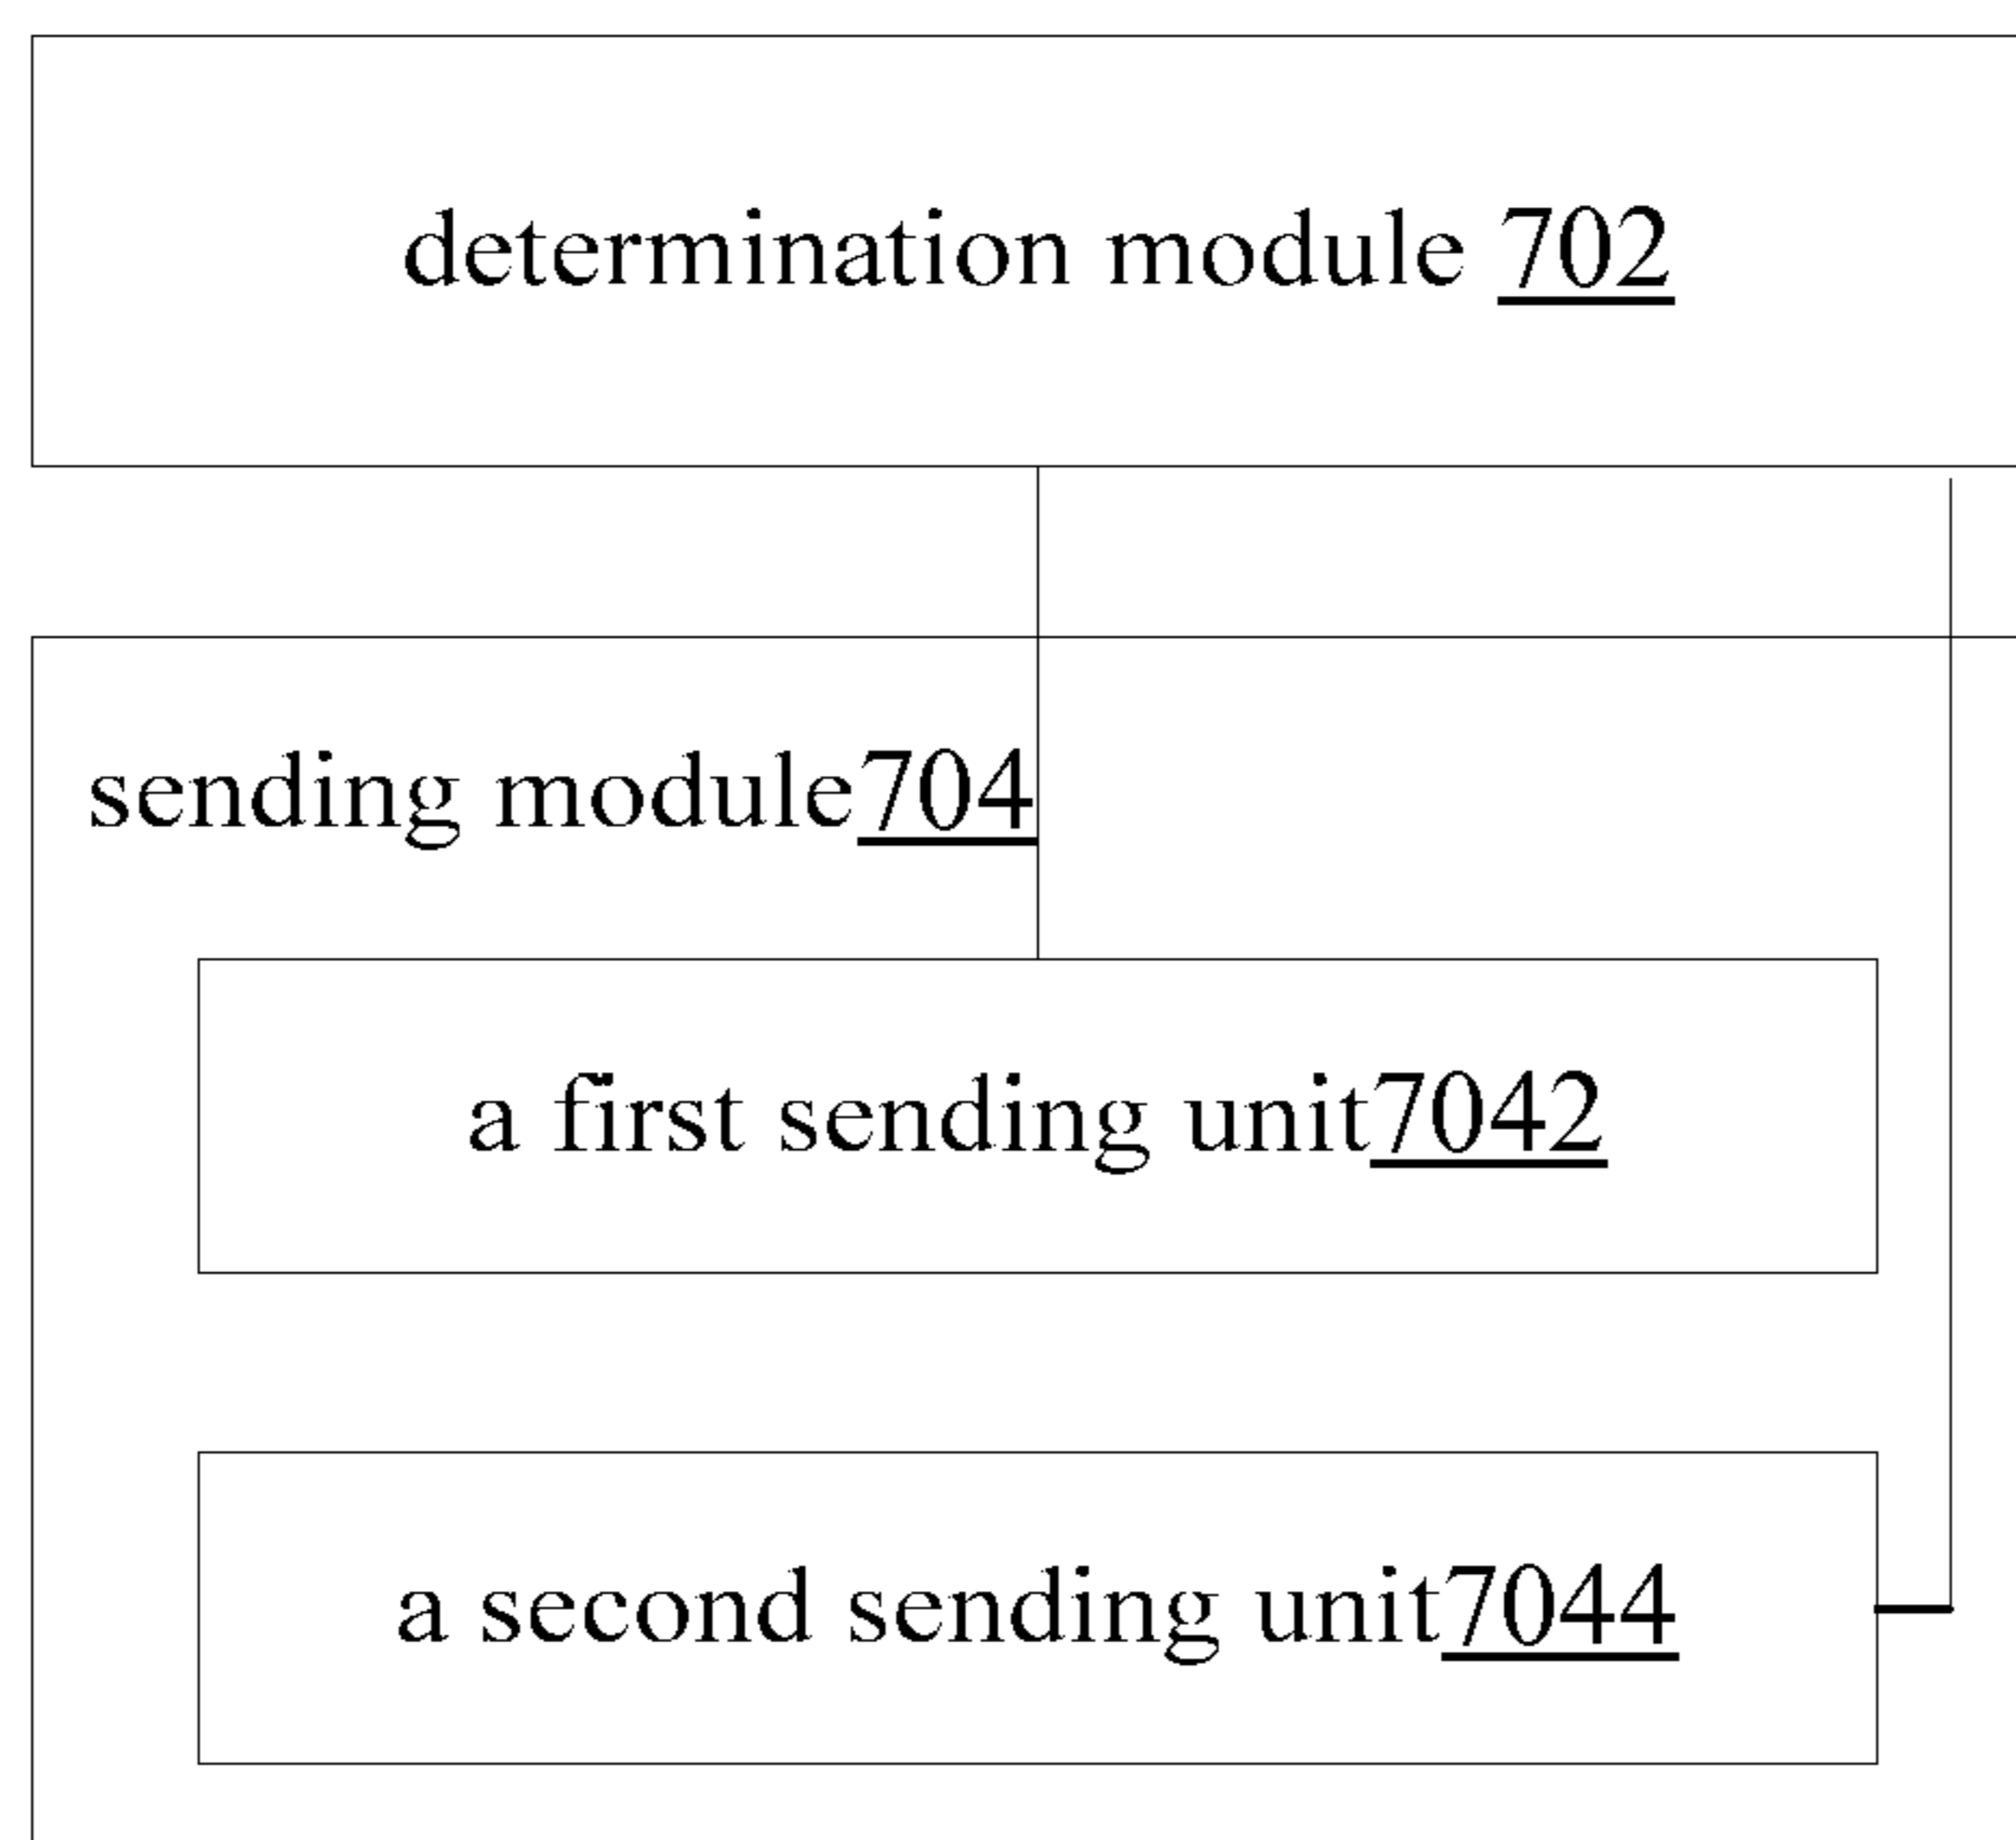 determination module 702
sending module704
a first sending unit7042
a second sending unit7044